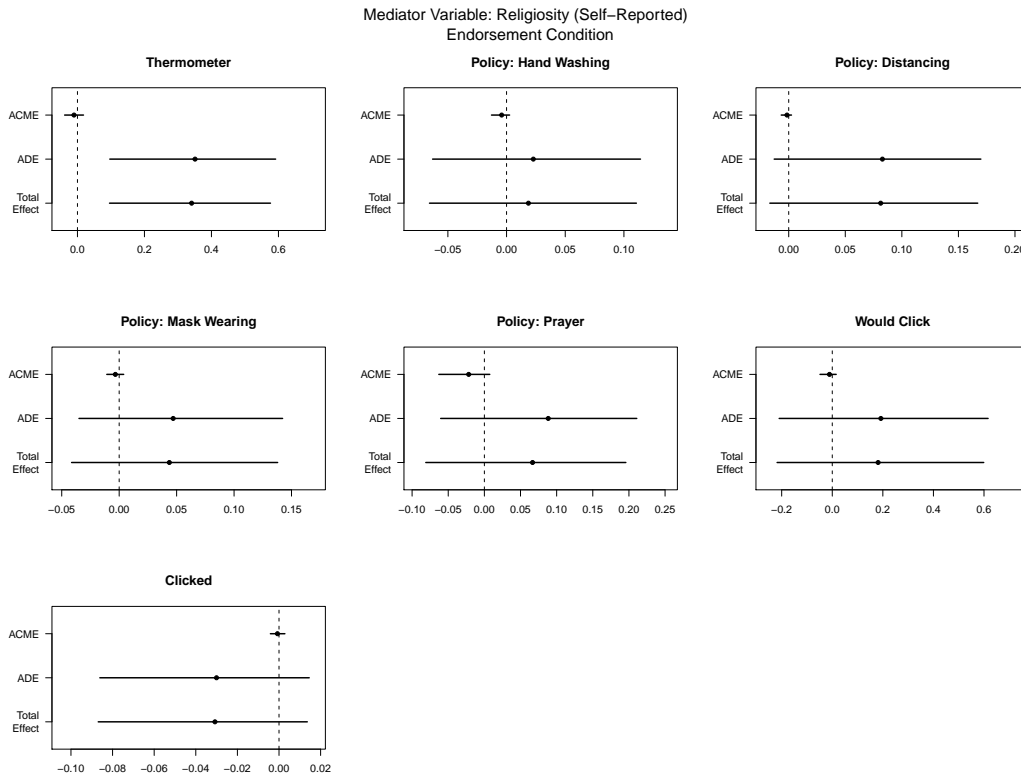 Mediator Variable: Religiosity (Self−Reported)
Endorsement Condition
Thermometer
ACME
ADE
Total
Effect
0.0 0.2 0.4 0.6
Policy: Hand Washing
ACME
ADE
Total
Effect
−0.05 0.00 0.05 0.10
Policy: Distancing
ACME
ADE
Total
Effect
0.00 0.05 0.10 0.15 0.20
Policy: Mask Wearing
ACME
ADE
Total
Effect
−0.05 0.00 0.05 0.10 0.15
Policy: Prayer
ACME
ADE
Total
Effect
−0.10 −0.05 0.00 0.05 0.10 0.15 0.20 0.25
Would Click
ACME
ADE
Total
Effect
−0.2 0.0 0.2 0.4 0.6
Clicked
ACME
ADE
Total
Effect
−0.10 −0.08 −0.06 −0.04 −0.02 0.00 0.02